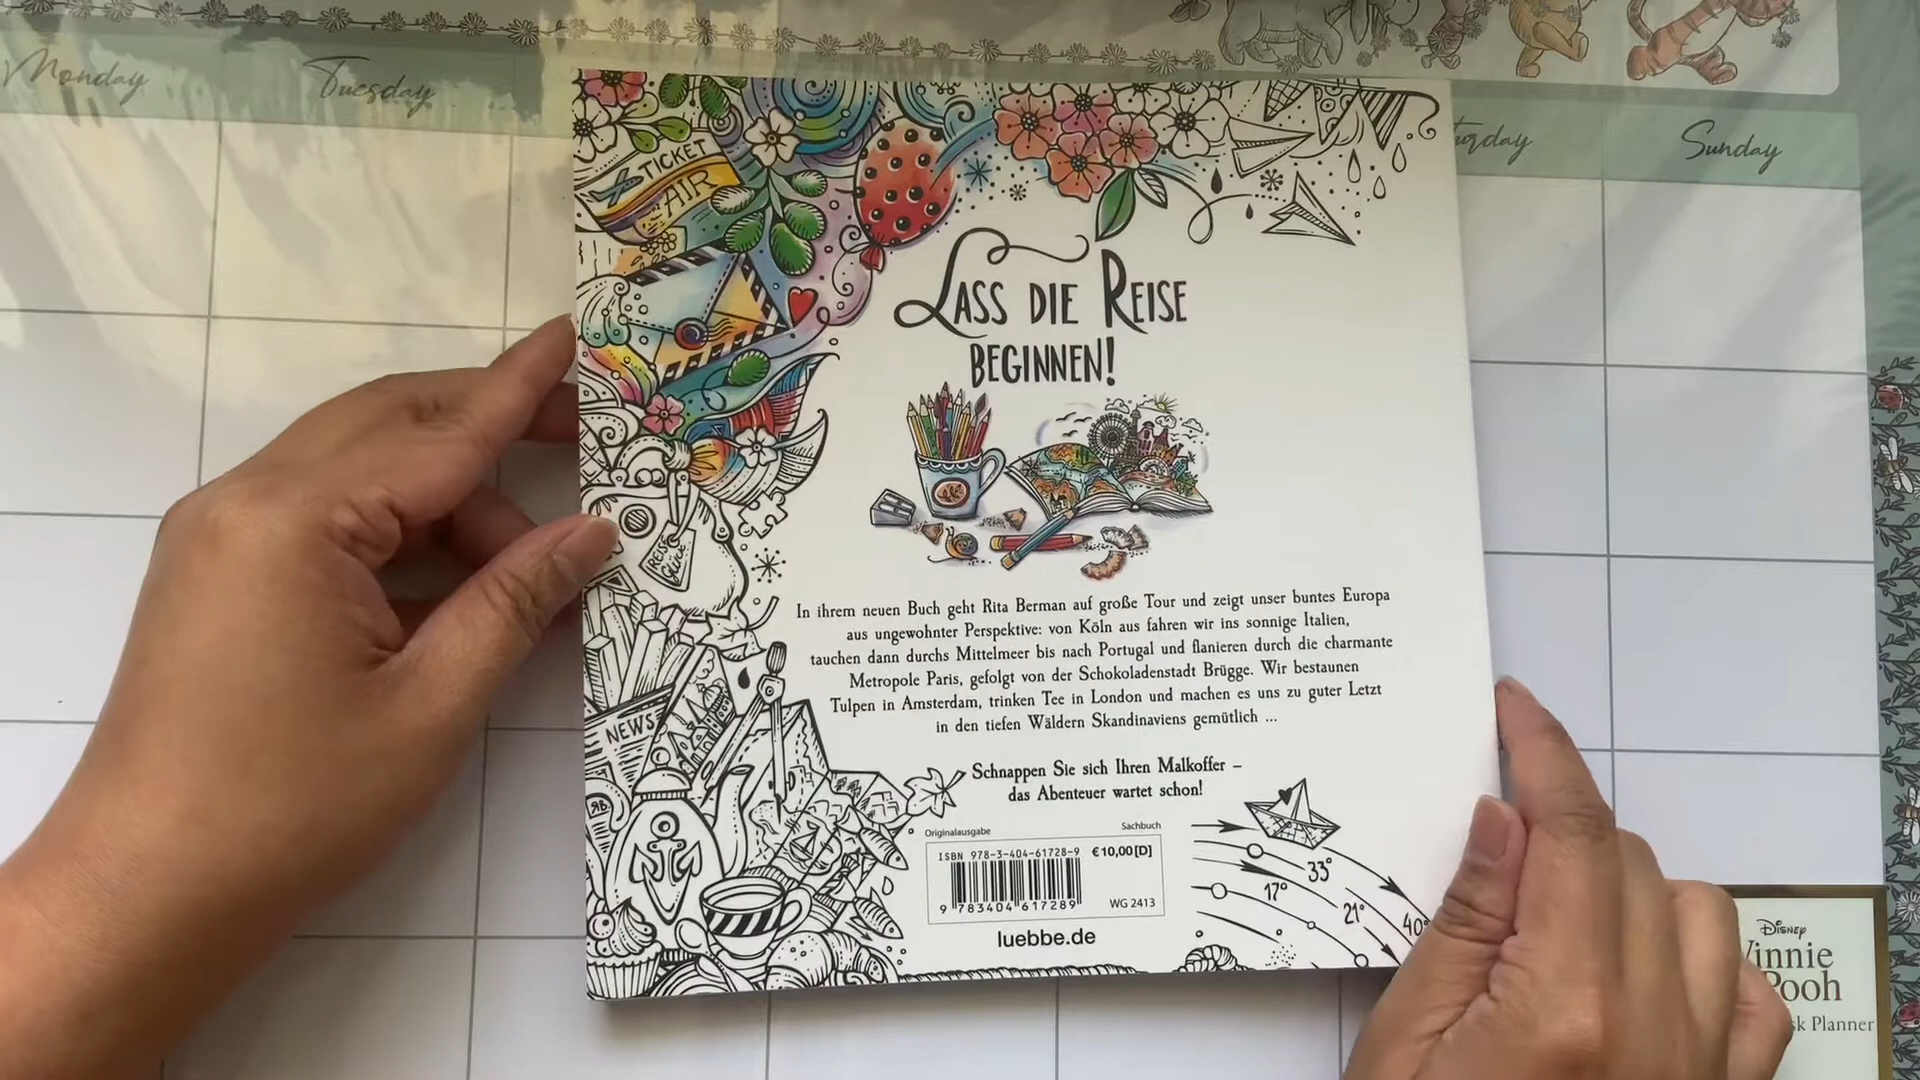 Monday
Tuesday
Sunday
TICKET
AIR
LASS DIE REISE
BEGINNEN!
REISE
GLÜCK
In ihrem neuen Buch geht Rita Berman auf große Tour und zeigt unser buntes Europa
aus ungewohnter Perspektive: von Köln aus fahren wir ins sonnige Italien,
tauchen dann durchs Mittelmeer bis nach Portugal und flanieren durch die charmante
Metropole Paris, gefolgt von der Schokoladenstadt Brügge. Wir bestaunen
Tulpen in Amsterdam, trinken Tee in London und machen es uns zu guter Letzt
in den tiefen Wäldern Skandinaviens gemütlich ...
NEWS
Schnappen Sie sich Ihren Malkoffer –
das Abenteuer wartet schon!
Originalausgabe
Sachbuch
ISBN 978-3-404-61728-9 €10,00[D]
9 783404 617289
WG 2413
luebbe.de
33°
17°
21°
40°
Disney
Pooh
Planner